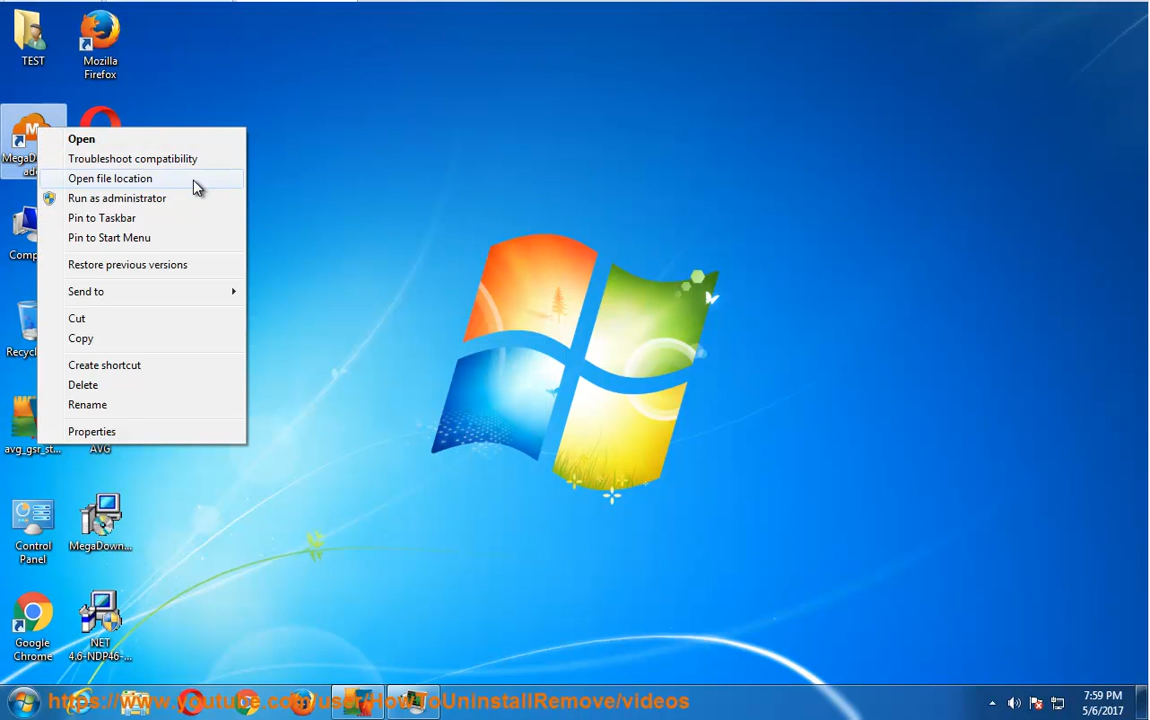 TEST
Mozilla
Firefox
M
MegaD
ad
Open
Troubleshoot compatibility
Open file location
Run as administrator
Pin to Taskbar
Pin to Start Menu
Restore previous versions
Send to
Cut
Copy
Create shortcut
Delete
Rename
Properties
Comp
Recycl
avg_gsr_st...
AVG
Control
Panel
MegaDown...
Google
Chrome
NET
4.6-NDP46-...
https://www.youtube.com/user/HowToUninstallRemove/videos
7:59 PM
5/6/2017